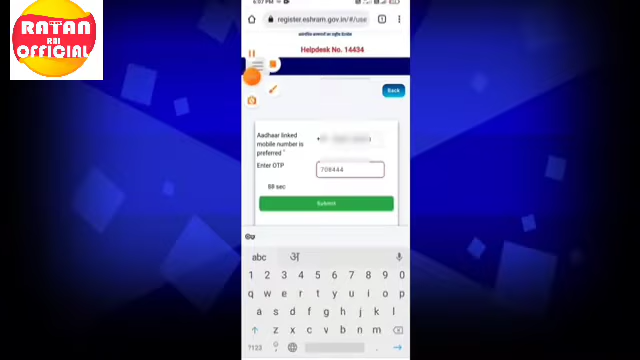 RATAN
RAI
OFFICIAL
register.eshram.gov.in/#/use
Helpdesk No. 14434
Back
Aadhaar linked
mobile number is
preferred *
Enter OTP
708444
88 sec
Submit
abc अ
1 2 3 4 5 6 7 8 9 0
q w e r t y u i o p
a s d f g h j k l
z x c v b n m
?123 , .